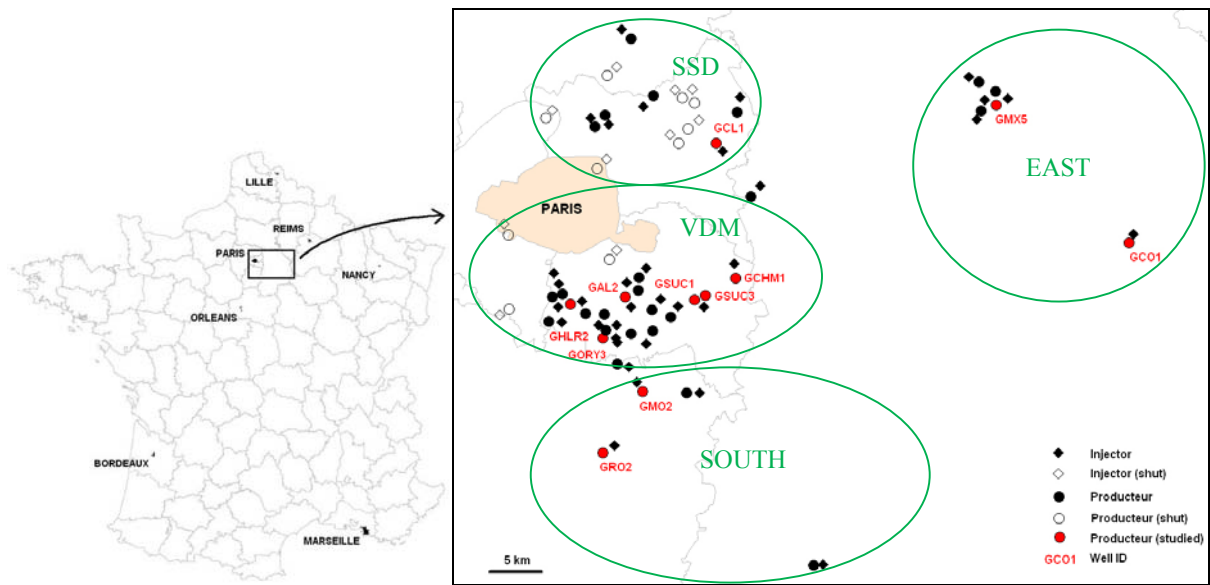 LILLE
REIMS
PARIS
NANCY
ORLEANS
BORDEAUX
MARSEILLE
SSD
GCL1
GMX5
EAST
PARIS
VDM
GCO1
GCHM1
GAL2
GSUC1
GSUC3
GHLR2
GORY3
GMO2
GRO2
SOUTH
Injector
Injector (shut)
Producteur
Producteur (shut)
Producteur (studied)
GCO1 Well ID
5 km